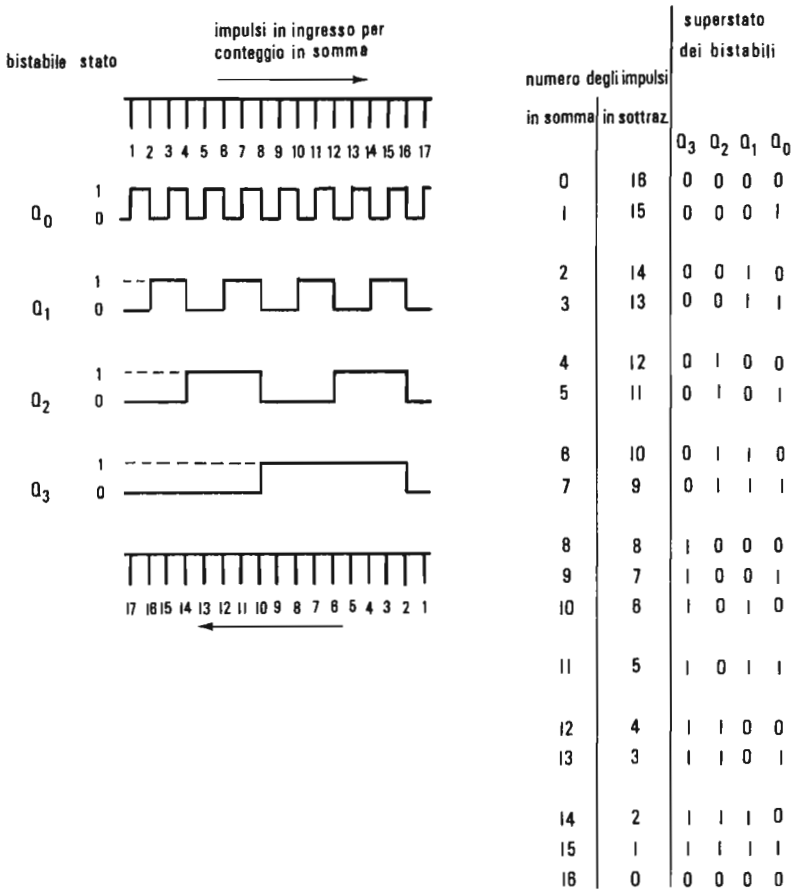 impulsi in ingresso per
conteggio in somma
bistabile stato
1 2 3 4 5 6 7 8 9 10 11 12 13 14 15 16 17
1
Q0 0
1
Q1 0
1
Q2 0
1
Q3 0
17 16 15 14 13 12 11 10 9 8 7 6 5 4 3 2 1
superstato
dei bistabili
numero degli impulsi
in somma in sottraz.
Q3 Q2 Q1 Q0
0 16 0 0 0 0
1 15 0 0 0 1
2 14 0 0 1 0
3 13 0 0 1 1
4 12 0 1 0 0
5 11 0 1 0 1
6 10 0 1 1 0
7 9 0 1 1 1
8 8 1 0 0 0
9 7 1 0 0 1
10 6 1 0 1 0
11 5 1 0 1 1
12 4 1 1 0 0
13 3 1 1 0 1
14 2 1 1 1 0
15 1 1 1 1 1
16 0 0 0 0 0